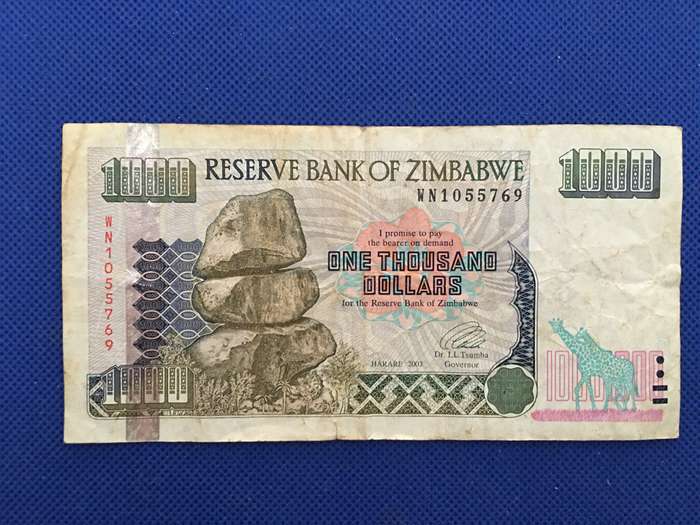 1000
RESERVE BANK OF ZIMBABWE
1000
WN1055769
WN1055769
I promise to pay
the bearer on demand
ONE THOUSAND
DOLLARS
for the Reserve Bank of Zimbabwe
Dr. L.L. Tsumba
HARARE 2003 Governor
1000
1000